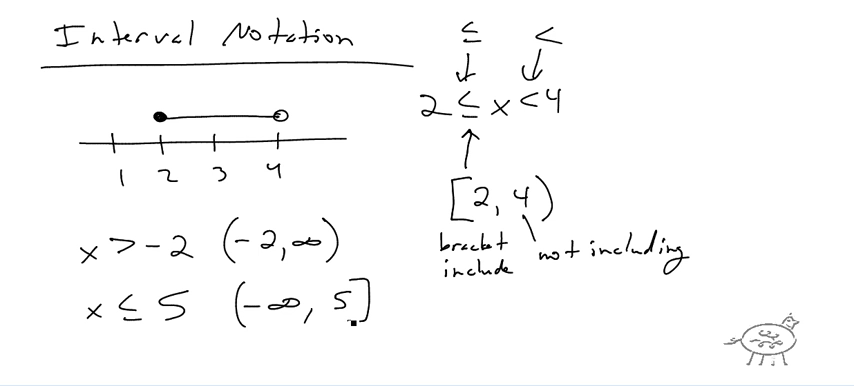 Interval Notation
≤ <
2 ≤ x < 4
1 2 3 4
[2, 4)
bracket include
not including
x > -2 (-2, ∞)
x ≤ 5 (-∞, 5]